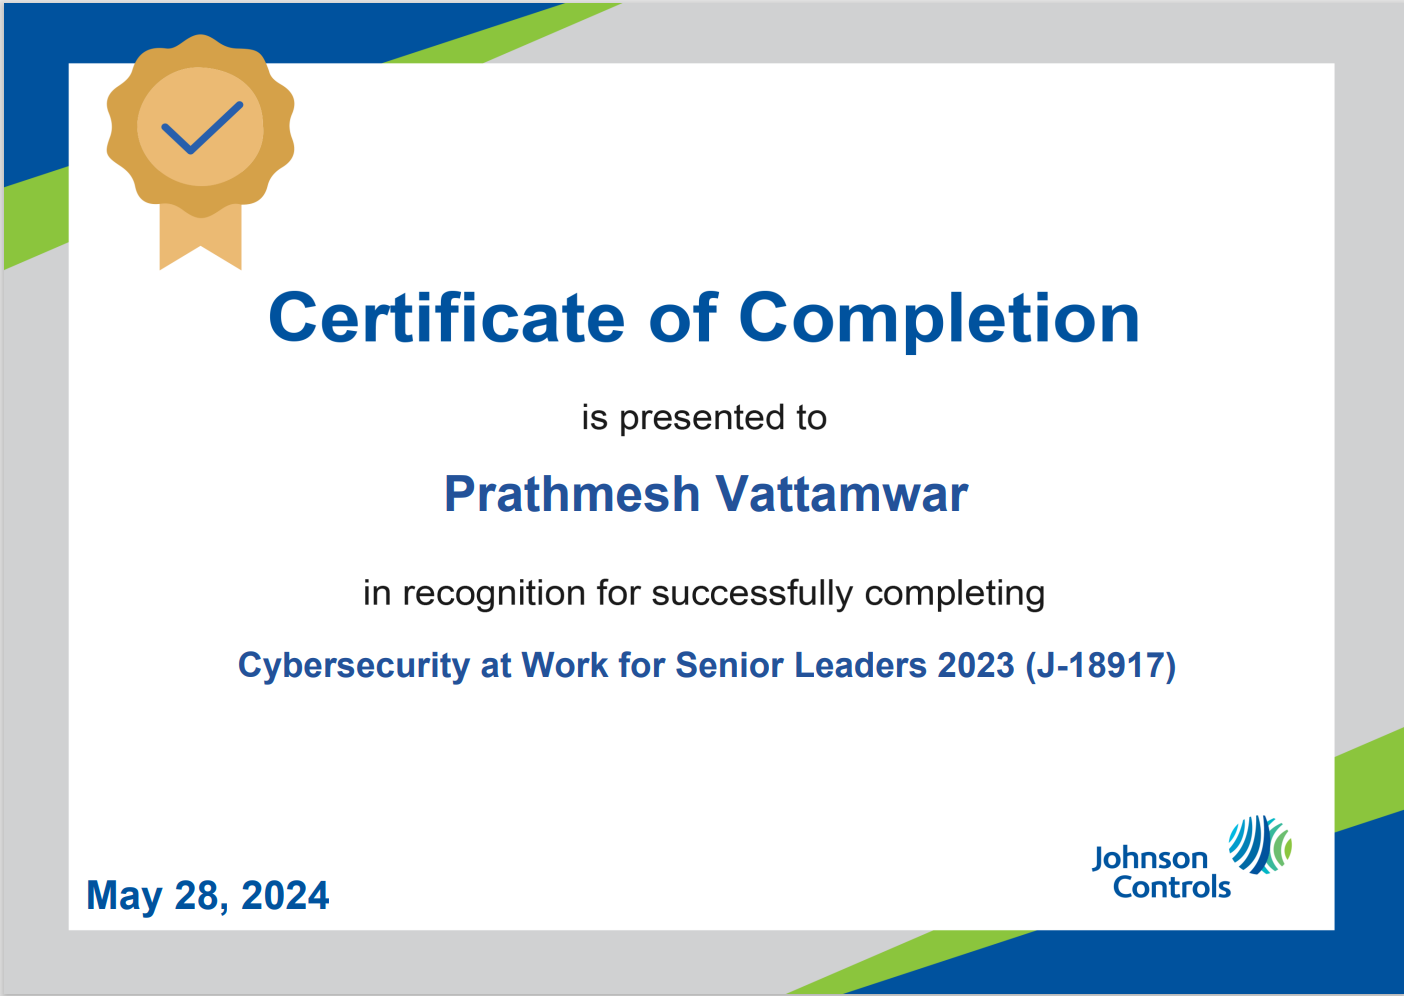 Certificate of Completion
is presented to
Prathmesh Vattamwar
in recognition for successfully completing
Cybersecurity at Work for Senior Leaders 2023 (J-18917)
May 28, 2024
Johnson
Controls